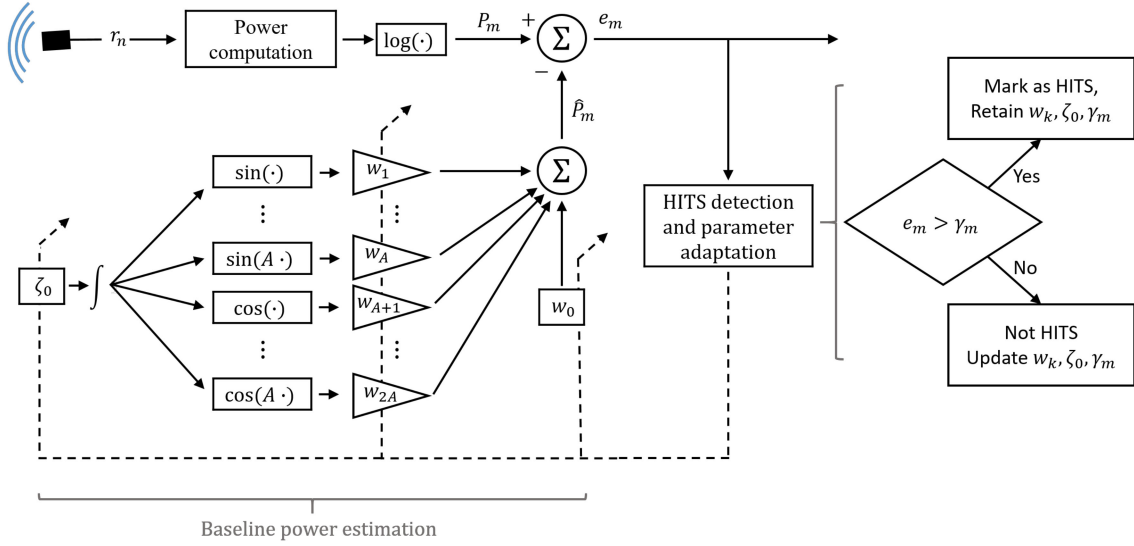 r_n
Power
computation
log(·)
P_m
+
Σ
e_m
−
P̂_m
Σ
sin(·)
w_1
⋮
⋮
sin(A ·)
w_A
ζ_0
∫
cos(·)
w_{A+1}
w_0
⋮
⋮
cos(A ·)
w_{2A}
HITS detection
and parameter
adaptation
Mark as HITS,
Retain w_k, ζ_0, γ_m
Yes
e_m > γ_m
No
Not HITS
Update w_k, ζ_0, γ_m
Baseline power estimation